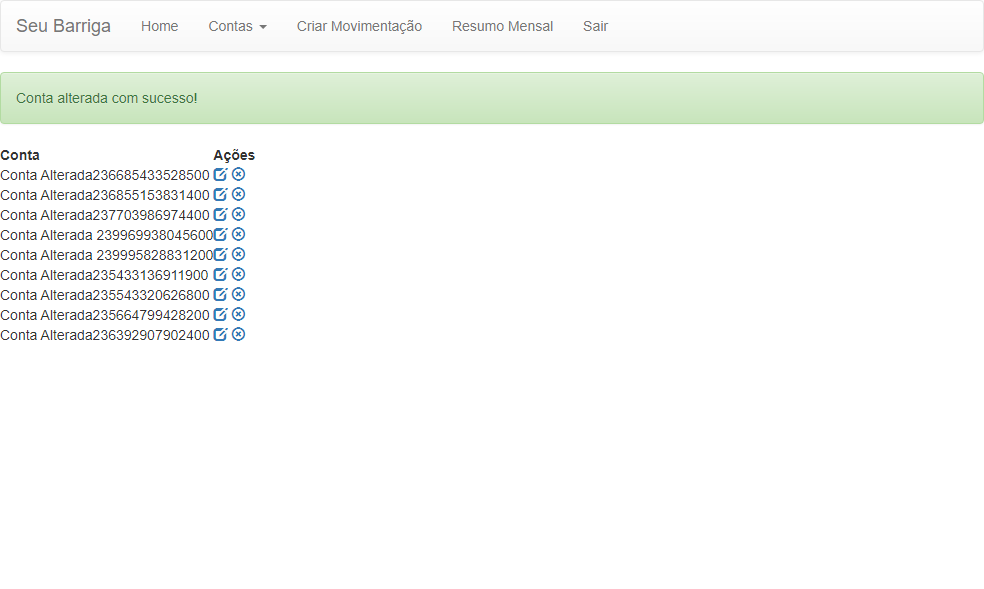 Seu Barriga Home Contas Criar Movimentação Resumo Mensal Sair
Conta alterada com sucesso!
Conta Ações
Conta Alterada236685433528500
Conta Alterada236855153831400
Conta Alterada237703986974400
Conta Alterada 239969938045600
Conta Alterada 239995828831200
Conta Alterada235433136911900
Conta Alterada235543320626800
Conta Alterada235664799428200
Conta Alterada236392907902400